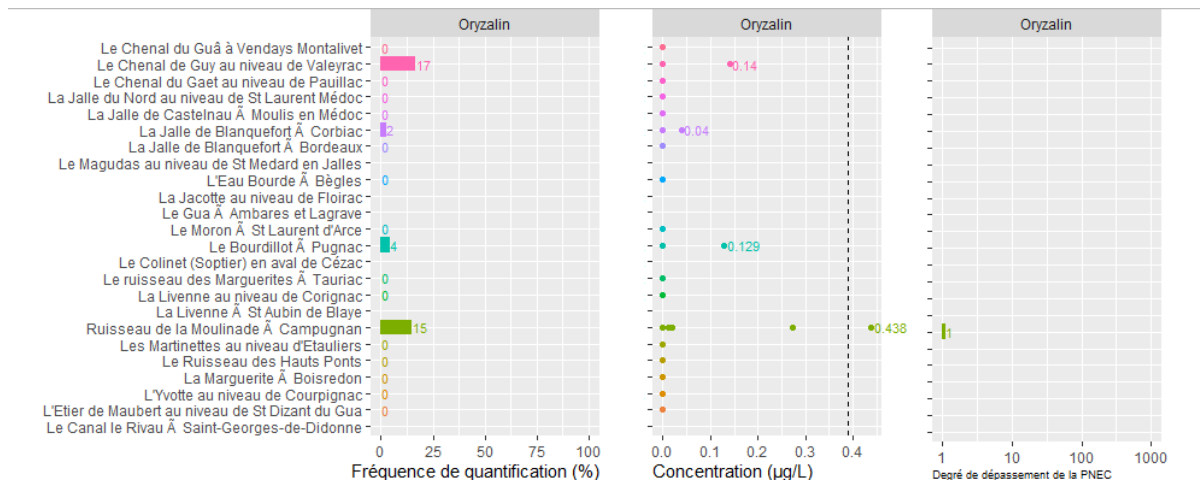 Oryzalin Oryzalin Oryzalin
Le Chenal du Guâ à Vendays Montalivet 0
Le Chenal de Guy au niveau de Valeyrac 17 0.14
Le Chenal du Gaet au niveau de Pauillac 0
La Jalle du Nord au niveau de St Laurent Médoc 0
La Jalle de Castelnau Ã Moulis en Médoc 0
La Jalle de Blanquefort Ã Corbiac 2 0.04
La Jalle de Blanquefort Ã Bordeaux 0
Le Magudas au niveau de St Medard en Jalles
L'Eau Bourde Ã Bègles 0
La Jacotte au niveau de Floirac
Le Gua Ã Ambares et Lagrave
Le Moron Ã St Laurent d'Arce 0
Le Bourdillot Ã Pugnac 4 0.129
Le Colinet (Soptier) en aval de Cézac
Le ruisseau des Marguerites Ã Tauriac 0
La Livenne au niveau de Corignac 0
La Livenne Ã St Aubin de Blaye
Ruisseau de la Moulinade Ã Campugnan 15 0.438 1
Les Martinettes au niveau d'Etauliers 0
Le Ruisseau des Hauts Ponts 0
La Marguerite Ã Boisredon 0
L'Yvotte au niveau de Courpignac 0
L'Etier de Maubert au niveau de St Dizant du Gua 0
Le Canal le Rivau Ã Saint-Georges-de-Didonne
0 25 50 75 100 0.0 0.1 0.2 0.3 0.4 1 10 100 1000
Fréquence de quantification (%) Concentration (µg/L) Degré de dépassement de la PNEC